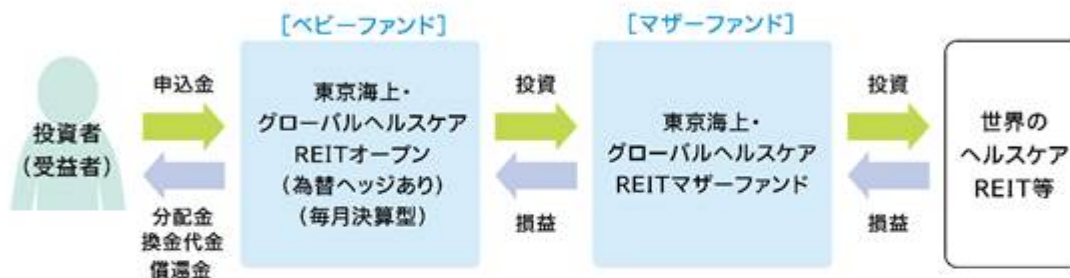 [ベビーファンド]
[マザーファンド]
投資者
(受益者)
申込金
分配金
換金代金
償還金
東京海上・
グローバルヘルスケア
REITオープン
(為替ヘッジあり)
(毎月決算型)
投資
損益
東京海上・
グローバルヘルスケア
REITマザーファンド
投資
損益
世界の
ヘルスケア
REIT等